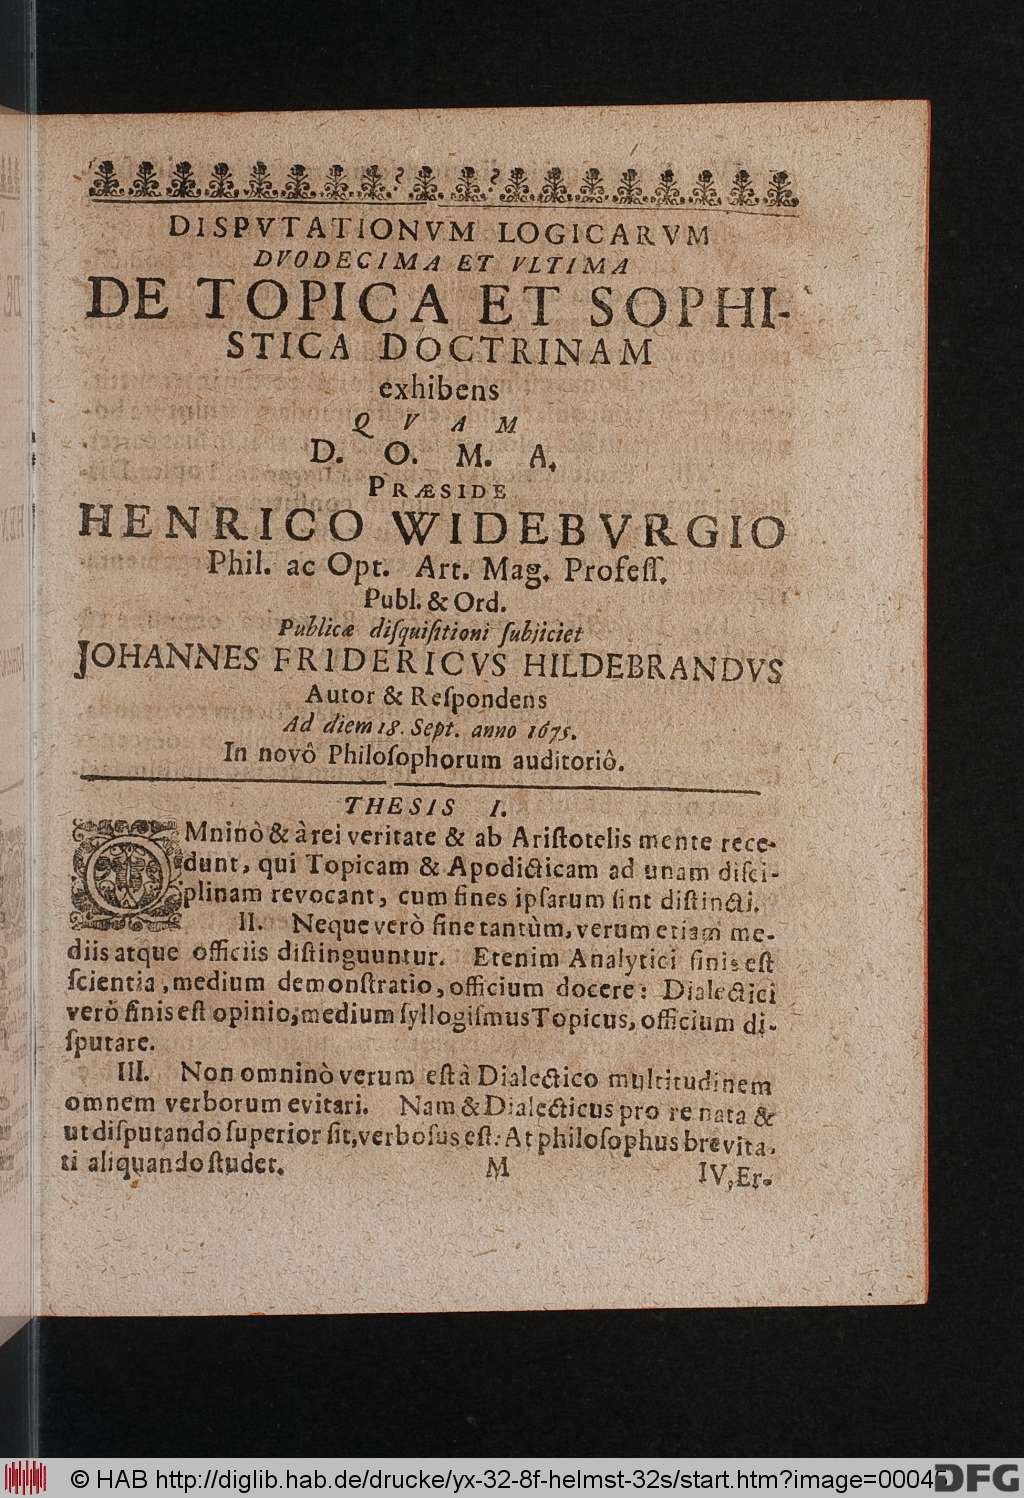 DISPVTATIONVM LOGICARVM
DVODECIMA ET VLTIMA
DE TOPICA ET SOPHI-
STICA DOCTRINAM
exhibens
Q V A M
D. O. M. A.
PRÆSIDE
HENRICO WIDEBVRGIO
Phil. ac Opt. Art. Mag. Profeſſ.
Publ. & Ord.
Publicæ diſquiſitioni ſubjiciet
JOHANNES FRIDERICVS HILDEBRANDVS
Autor & Reſpondens
Ad diem 18. Sept. anno 1675.
In novô Philoſophorum auditoriô.
THESIS I.
OMninò & à rei veritate & ab Ariſtotelis mente rece-
dunt, qui Topicam & Apodicticam ad unam diſci-
plinam revocant, cum fines ipſarum ſint diſtincti.
II. Neque verò fine tantùm, verum etiam me-
diis atque officiis diſtinguuntur. Etenim Analytici finis eſt
ſcientia, medium demonſtratio, officium docere: Dialectici
verò finis eſt opinio, medium ſyllogiſmus Topicus, officium di-
ſputare.
III. Non omninò verum eſt à Dialectico multitudinem
omnem verborum evitari. Nam & Dialecticus pro re nata &
ut diſputando ſuperior ſit, verboſus eſt: At philoſophus brevita-
ti aliquando ſtudet.
M IV, Er-
© HAB http://diglib.hab.de/drucke/yx-32-8f-helmst-32s/start.htm?image=00045
DFG